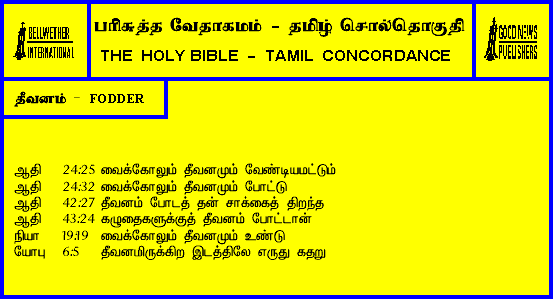 BELLWETHER
INTERNATIONAL
பரிசுத்த வேதாகமம் - தமிழ் சொல்தொகுதி
THE HOLY BIBLE - TAMIL CONCORDANCE
GOOD NEWS
PUBLISHERS
தீவனம் - FODDER
ஆதி 24:25 வைக்கோலும் தீவனமும் வேண்டியமட்டும்
ஆதி 24:32 வைக்கோலும் தீவனமும் போட்டு
ஆதி 42:27 தீவனம் போடத் தன் சாக்கைத் திறந்த
ஆதி 43:24 கழுதைகளுக்குத் தீவனம் போட்டான்
நியா 19:19 வைக்கோலும் தீவனமும் உண்டு
யோபு 6:5 தீவனமிருக்கிற இடத்திலே எருது கதறு